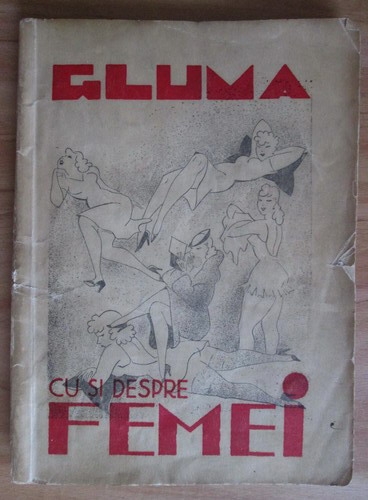 GLUMA
CU ȘI DESPRE
FEMEi